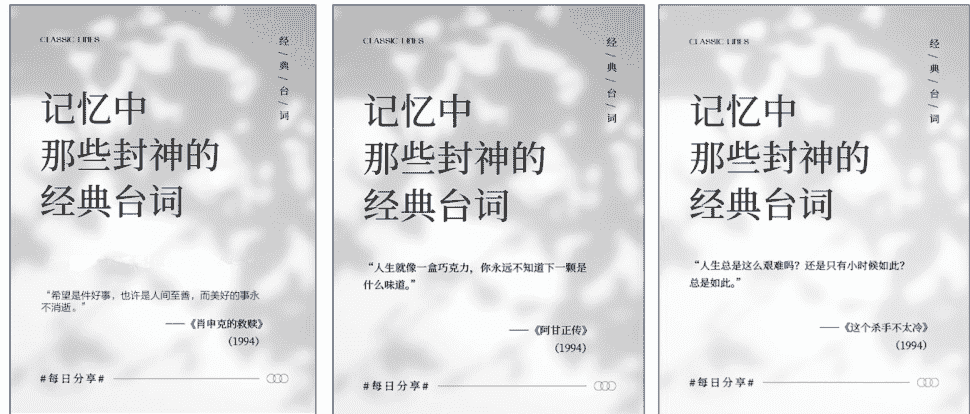 CLASSIC LINES
经/典/台/词
记忆中
那些封神的
经典台词
“希望是件好事，也许是人间至善，而美好的事永
不消逝。”
——《肖申克的救赎》
（1994）
#每日分享#
CLASSIC LINES
经/典/台/词
记忆中
那些封神的
经典台词
“人生就像一盒巧克力，你永远不知道下一颗是
什么味道。”
——《阿甘正传》
（1994）
#每日分享#
CLASSIC LINES
经/典/台/词
记忆中
那些封神的
经典台词
“人生总是这么艰难吗？还是只有小时候如此？
总是如此。”
——《这个杀手不太冷》
（1994）
#每日分享#